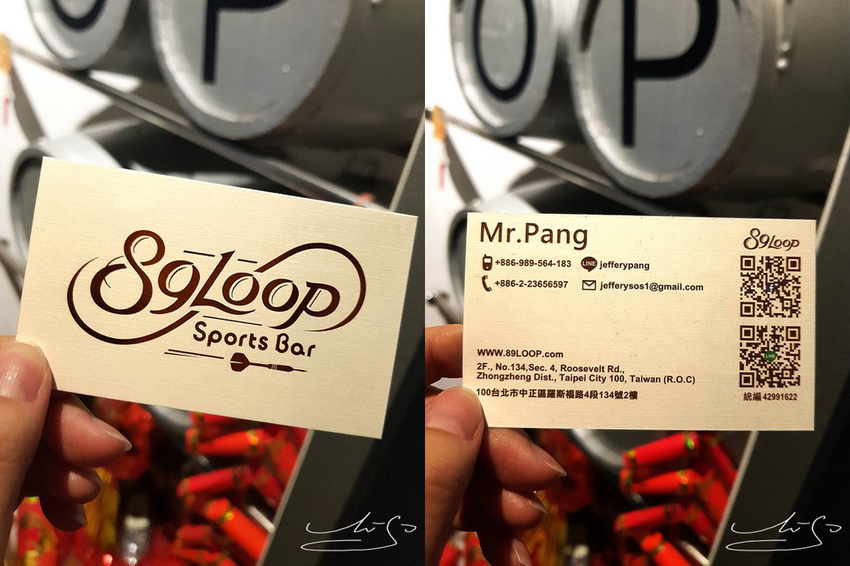 OP
89Loop
Sports Bar
OP
Mr.Pang
89Loop
+886-989-564-183
LINE jefferypang
+886-2-23656597
jefferysos1@gmail.com
WWW.89LOOP.com
2F., No.134,Sec. 4, Roosevelt Rd.,
Zhongzheng Dist., Taipei City 100, Taiwan (R.O.C)
100台北市中正區羅斯福路4段134號2樓
統編 42991622